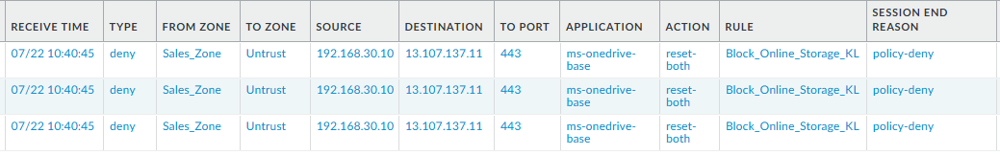 RECEIVE TIME TYPE FROM ZONE TO ZONE SOURCE DESTINATION TO PORT APPLICATION ACTION RULE SESSION END REASON
07/22 10:40:45 deny Sales_Zone Untrust 192.168.30.10 13.107.137.11 443 ms-onedrive-base reset-both Block_Online_Storage_KL policy-deny
07/22 10:40:45 deny Sales_Zone Untrust 192.168.30.10 13.107.137.11 443 ms-onedrive-base reset-both Block_Online_Storage_KL policy-deny
07/22 10:40:45 deny Sales_Zone Untrust 192.168.30.10 13.107.137.11 443 ms-onedrive-base reset-both Block_Online_Storage_KL policy-deny